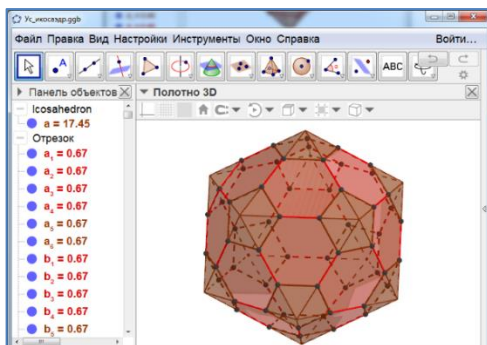 Ус_икосаэдр.ggb
Файл Правка Вид Настройки Инструменты Окно Справка Войти...
ABC
Панель объектов
Полотно 3D
Icosahedron
a = 17.45
Отрезок
a₁ = 0.67
a₂ = 0.67
a₃ = 0.67
a₄ = 0.67
a₅ = 0.67
a₆ = 0.67
b₁ = 0.67
b₂ = 0.67
b₃ = 0.67
b₄ = 0.67
b₅ = 0.67